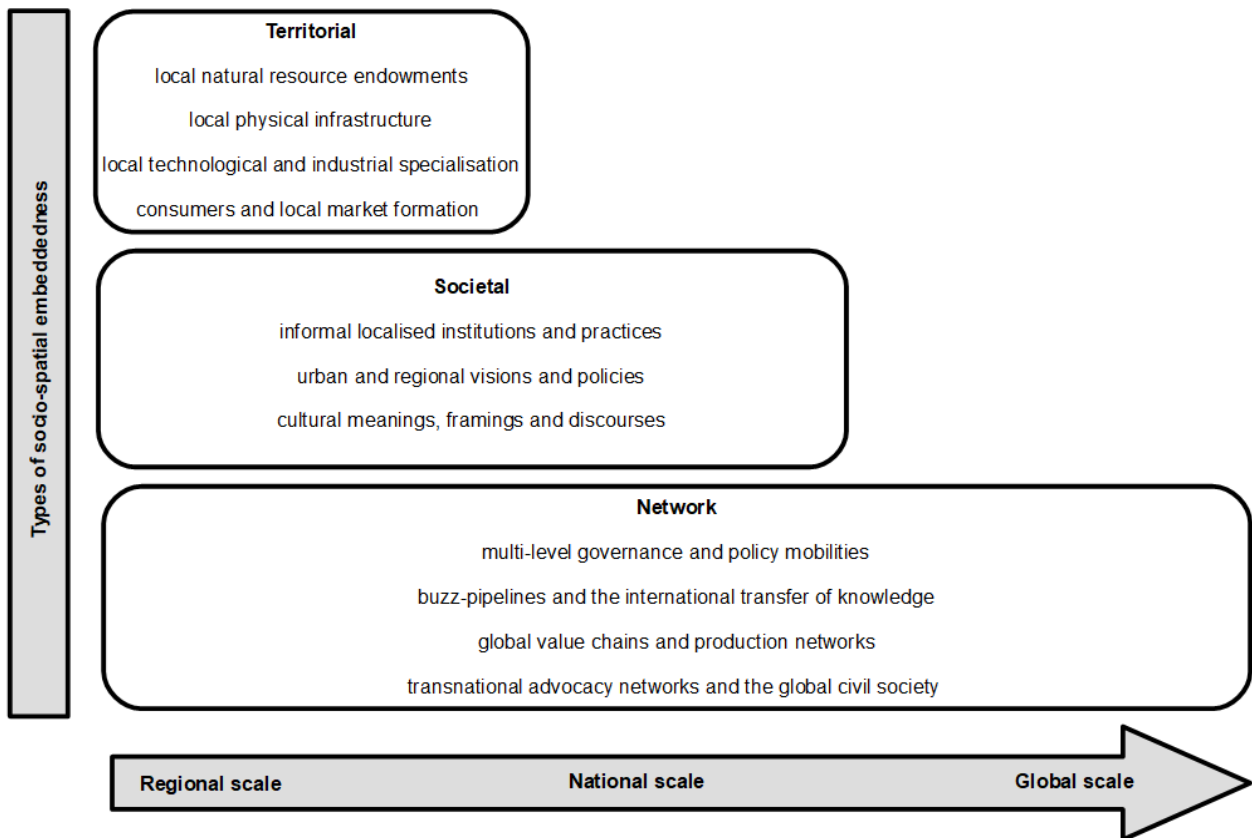 Types of socio-spatial embeddedness
Territorial
local natural resource endowments
local physical infrastructure
local technological and industrial specialisation
consumers and local market formation
Societal
informal localised institutions and practices
urban and regional visions and policies
cultural meanings, framings and discourses
Network
multi-level governance and policy mobilities
buzz-pipelines and the international transfer of knowledge
global value chains and production networks
transnational advocacy networks and the global civil society
Regional scale
National scale
Global scale